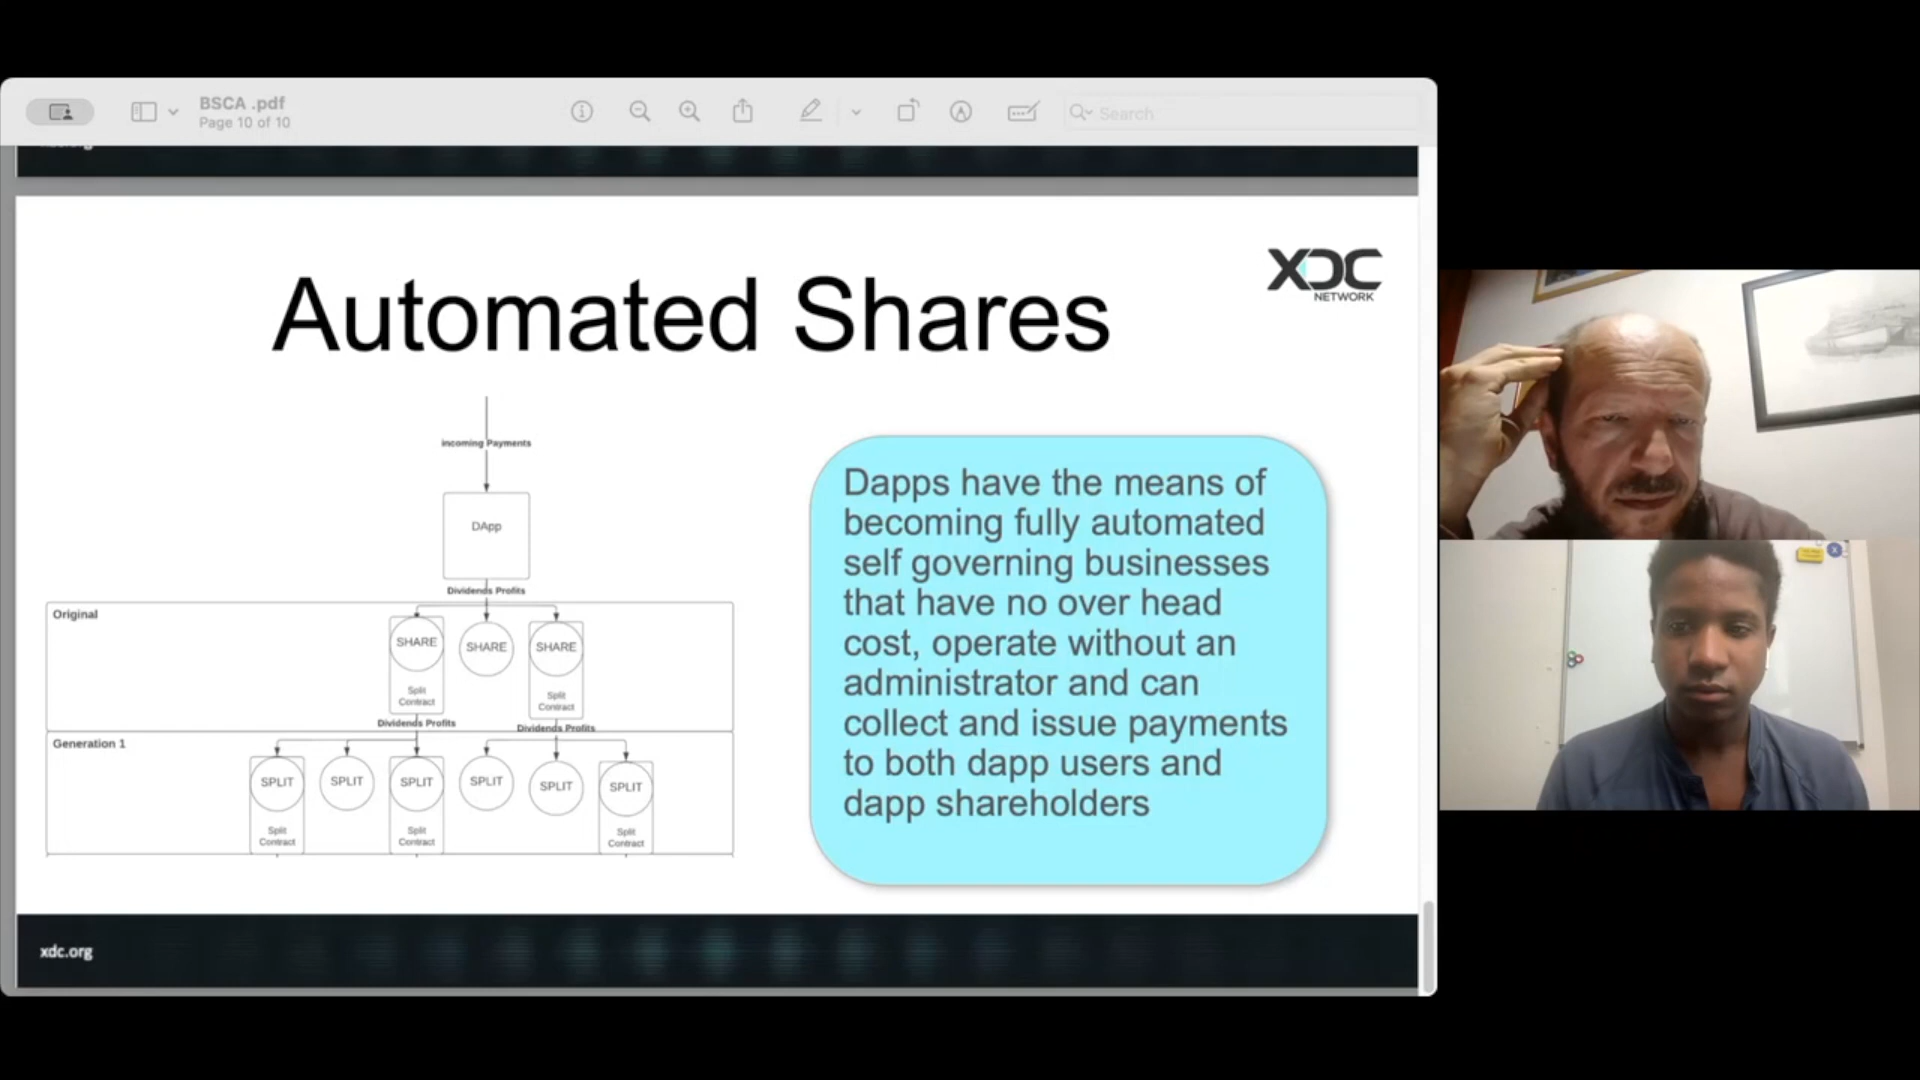 BSCA .pdf
Page 10 of 10
Search
Automated Shares
XDC
NETWORK
incoming Payments
DApp
Dividends Profits
Original
SHARE SHARE SHARE
Split
Contract
Split
Contract
Dividends Profits
Dividends Profits
Generation 1
SPLIT SPLIT SPLIT SPLIT SPLIT SPLIT
Split
Contract
Split
Contract
Split
Contract
Dapps have the means of
becoming fully automated
self governing businesses
that have no over head
cost, operate without an
administrator and can
collect and issue payments
to both dapp users and
dapp shareholders
xdc.org